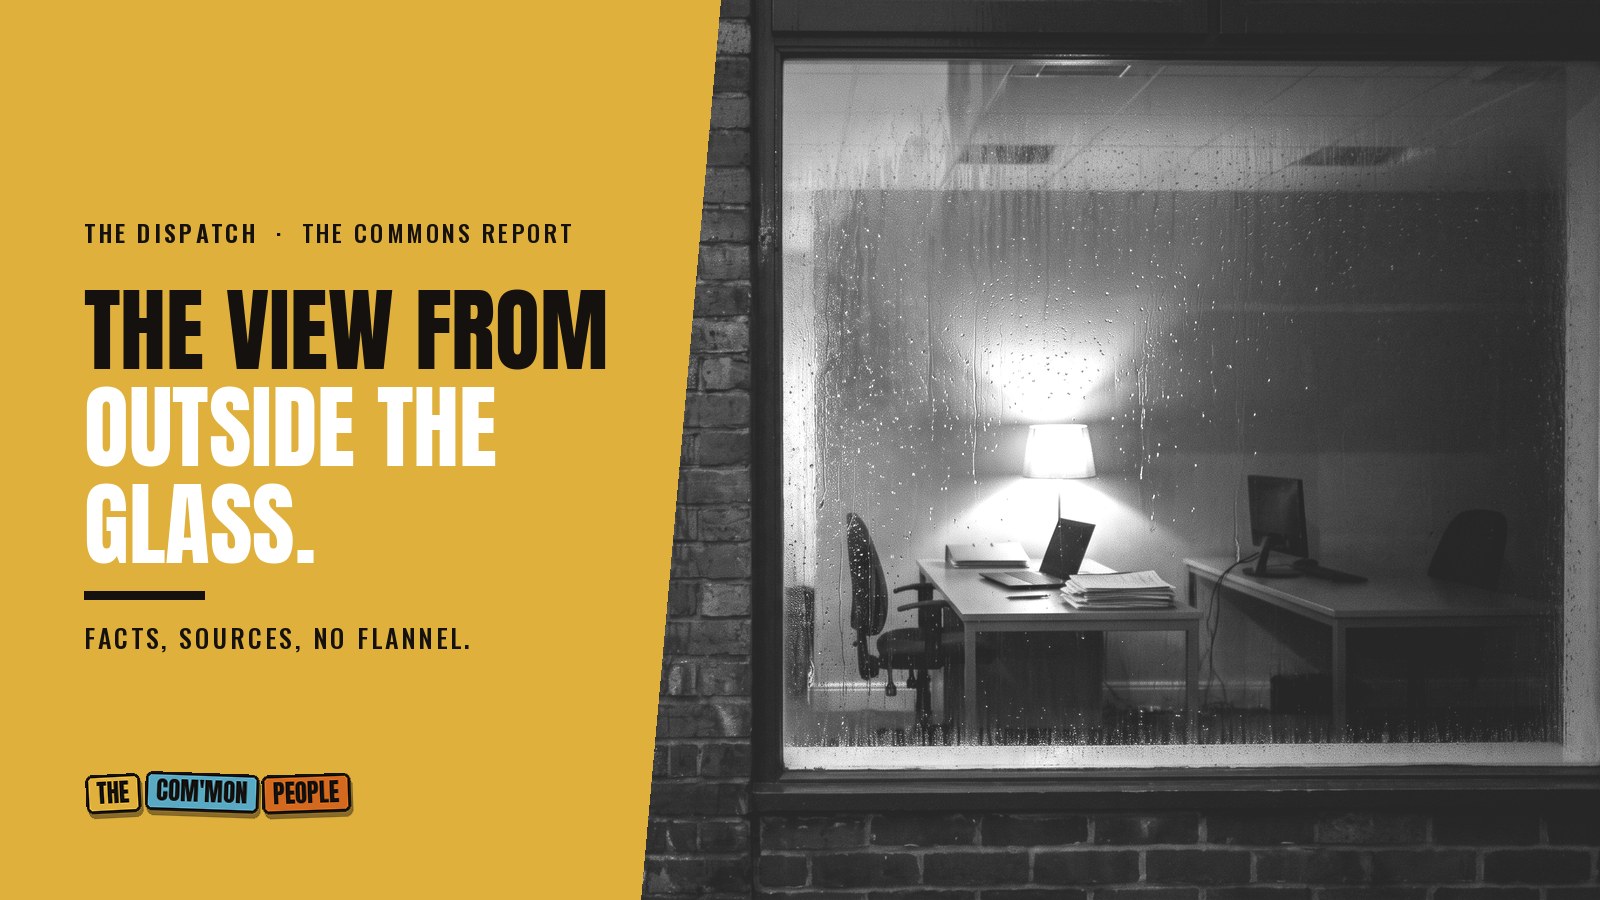 THE DISPATCH · THE COMMONS REPORT
THE VIEW FROM
OUTSIDE THE
GLASS.
FACTS, SOURCES, NO FLANNEL.
THE COM'MON PEOPLE